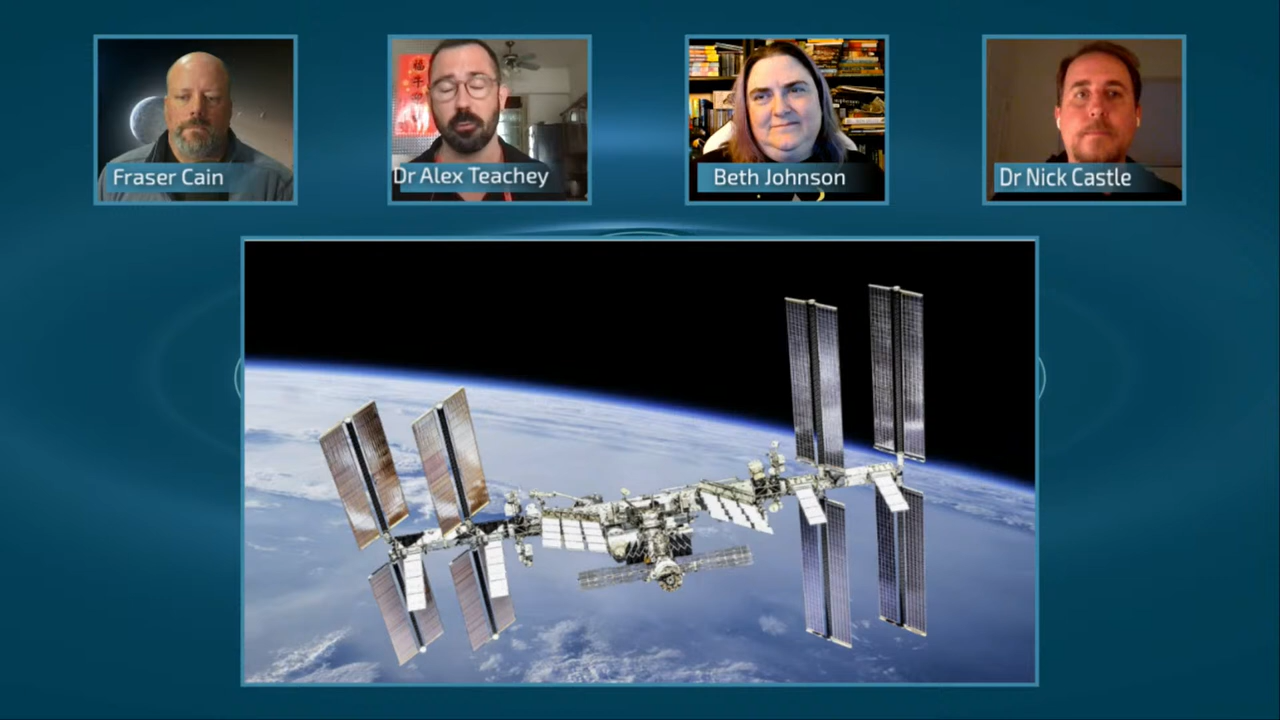 Fraser Cain
Dr Alex Teachey
Beth Johnson
Dr Nick Castle